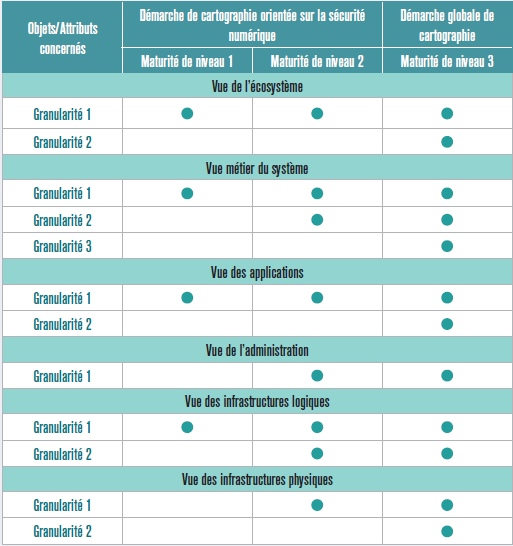 Objets/Attributs
concernés
Démarche de cartographie orientée sur la sécurité
numérique
Démarche globale de
cartographie
Maturité de niveau 1
Maturité de niveau 2
Maturité de niveau 3
Vue de l'écosystème
Granularité 1
Granularité 2
Vue métier du système
Granularité 1
Granularité 2
Granularité 3
Vue des applications
Granularité 1
Granularité 2
Vue de l'administration
Granularité 1
Vue des infrastructures logiques
Granularité 1
Granularité 2
Vue des infrastructures physiques
Granularité 1
Granularité 2